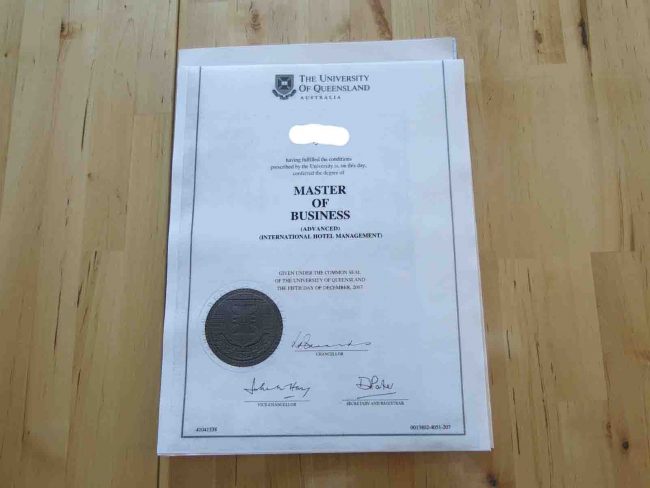 THE UNIVERSITY
OF QUEENSLAND
AUSTRALIA
having fulfilled the conditions
prescribed by the University is, on this day,
conferred the degree of
MASTER
OF
BUSINESS
(ADVANCED)
(INTERNATIONAL HOTEL MANAGEMENT)
GIVEN UNDER THE COMMON SEAL
OF THE UNIVERSITY OF QUEENSLAND
THE FIFTH DAY OF DECEMBER, 2007
CHANCELLOR
VICE-CHANCELLOR
SECRETARY AND REGISTRAR